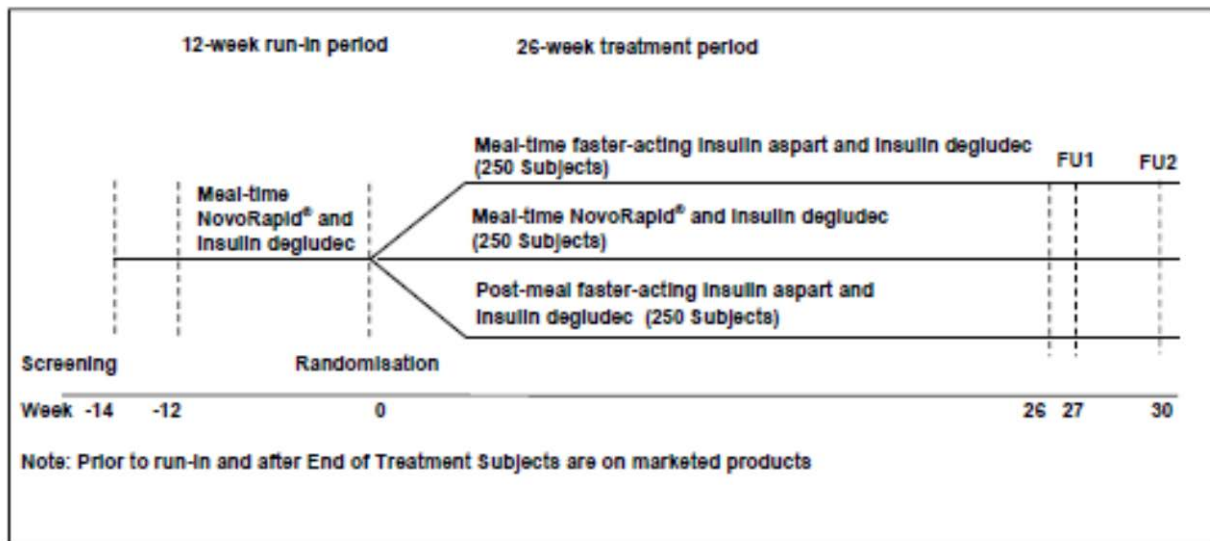 12-week run-in period
26-week treatment period
Meal-time faster-acting insulin aspart and insulin degludec
(250 Subjects)
FU1
FU2
Meal-time
NovoRapid® and
insulin degludec
Meal-time NovoRapid® and insulin degludec
(250 Subjects)
Post-meal faster-acting insulin aspart and
insulin degludec (250 Subjects)
Screening
Randomisation
Week -14 -12 0 26 27 30
Note: Prior to run-in and after End of Treatment Subjects are on marketed products